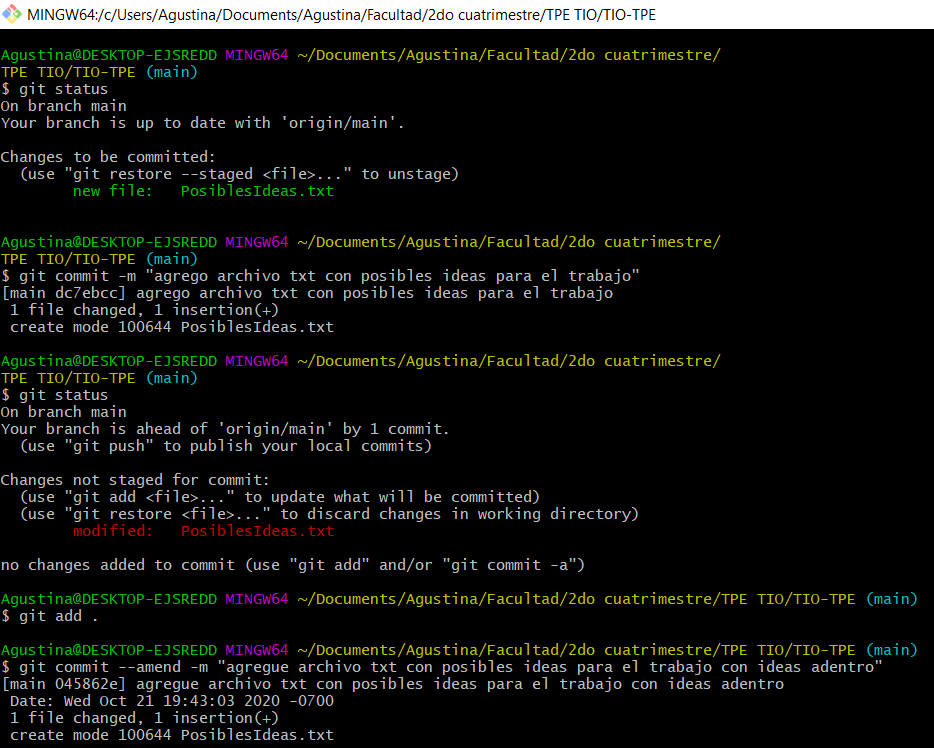 MINGW64:/c/Users/Agustina/Documents/Agustina/Facultad/2do cuatrimestre/TPE TIO/TIO-TPE
Agustina@DESKTOP-EJSREDD MINGW64 ~/Documents/Agustina/Facultad/2do cuatrimestre/
TPE TIO/TIO-TPE (main)
$ git status
On branch main
Your branch is up to date with 'origin/main'.
Changes to be committed:
  (use "git restore --staged <file>..." to unstage)
        new file:   PosiblesIdeas.txt
Agustina@DESKTOP-EJSREDD MINGW64 ~/Documents/Agustina/Facultad/2do cuatrimestre/
TPE TIO/TIO-TPE (main)
$ git commit -m "agrego archivo txt con posibles ideas para el trabajo"
[main dc7ebcc] agrego archivo txt con posibles ideas para el trabajo
 1 file changed, 1 insertion(+)
 create mode 100644 PosiblesIdeas.txt
Agustina@DESKTOP-EJSREDD MINGW64 ~/Documents/Agustina/Facultad/2do cuatrimestre/
TPE TIO/TIO-TPE (main)
$ git status
On branch main
Your branch is ahead of 'origin/main' by 1 commit.
  (use "git push" to publish your local commits)
Changes not staged for commit:
  (use "git add <file>..." to update what will be committed)
  (use "git restore <file>..." to discard changes in working directory)
        modified:   PosiblesIdeas.txt
no changes added to commit (use "git add" and/or "git commit -a")
Agustina@DESKTOP-EJSREDD MINGW64 ~/Documents/Agustina/Facultad/2do cuatrimestre/TPE TIO/TIO-TPE (main)
$ git add .
Agustina@DESKTOP-EJSREDD MINGW64 ~/Documents/Agustina/Facultad/2do cuatrimestre/TPE TIO/TIO-TPE (main)
$ git commit --amend -m "agregue archivo txt con posibles ideas para el trabajo con ideas adentro"
[main 045862e] agregue archivo txt con posibles ideas para el trabajo con ideas adentro
 Date: Wed Oct 21 19:43:03 2020 -0700
 1 file changed, 1 insertion(+)
 create mode 100644 PosiblesIdeas.txt